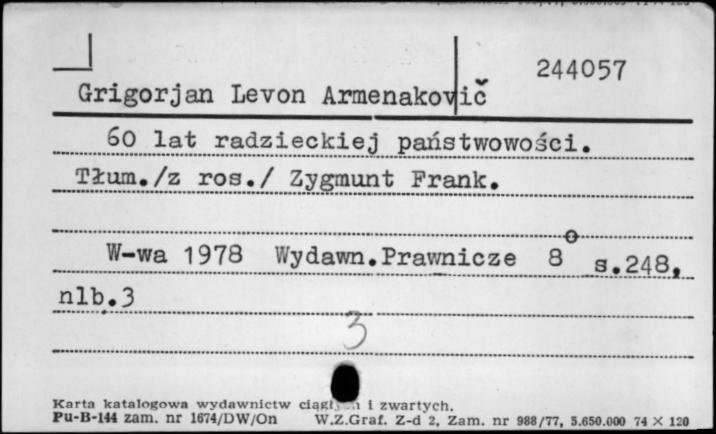 244057
Grigorjan Levon Armenakovič
60 lat radzieckiej państwowości.
Tłum./z ros./ Zygmunt Frank.
W-wa 1978 Wydawn.Prawnicze 8° s.248,
nlb.3
3
Karta katalogowa wydawnictw i zwartych.
Pu-B-144 zam. nr 1674/DW/On W.Z.Graf. Z-d 2, Zam. nr 988/77, 5.650.000 74 X 120